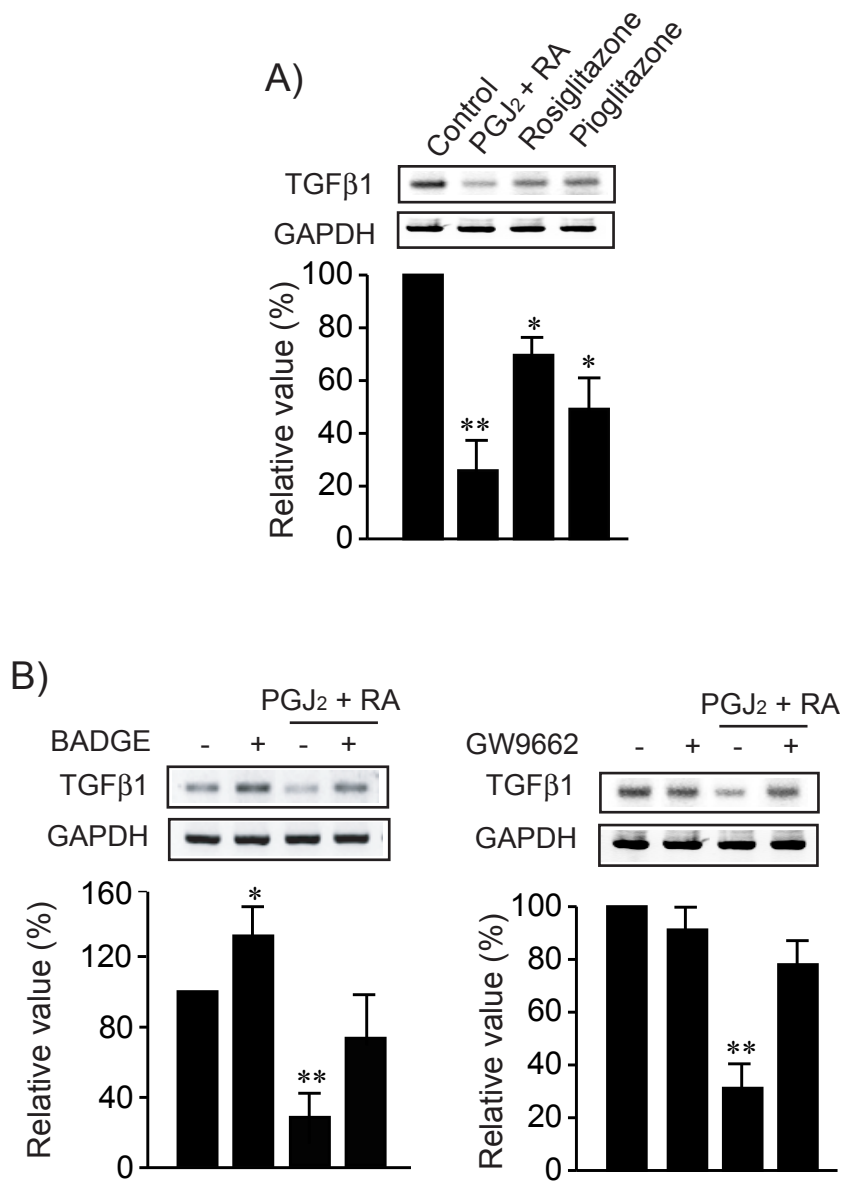 A)
Control
PGJ2 + RA
Rosiglitazone
Pioglitazone
TGFβ1
GAPDH
Relative value (%)
100
80
60
40
20
0
**
*
*
B)
PGJ2 + RA
BADGE - + - +
TGFβ1
GAPDH
Relative value (%)
160
120
80
40
0
*
**
PGJ2 + RA
GW9662 - + - +
TGFβ1
GAPDH
Relative value (%)
100
80
60
40
20
0
**